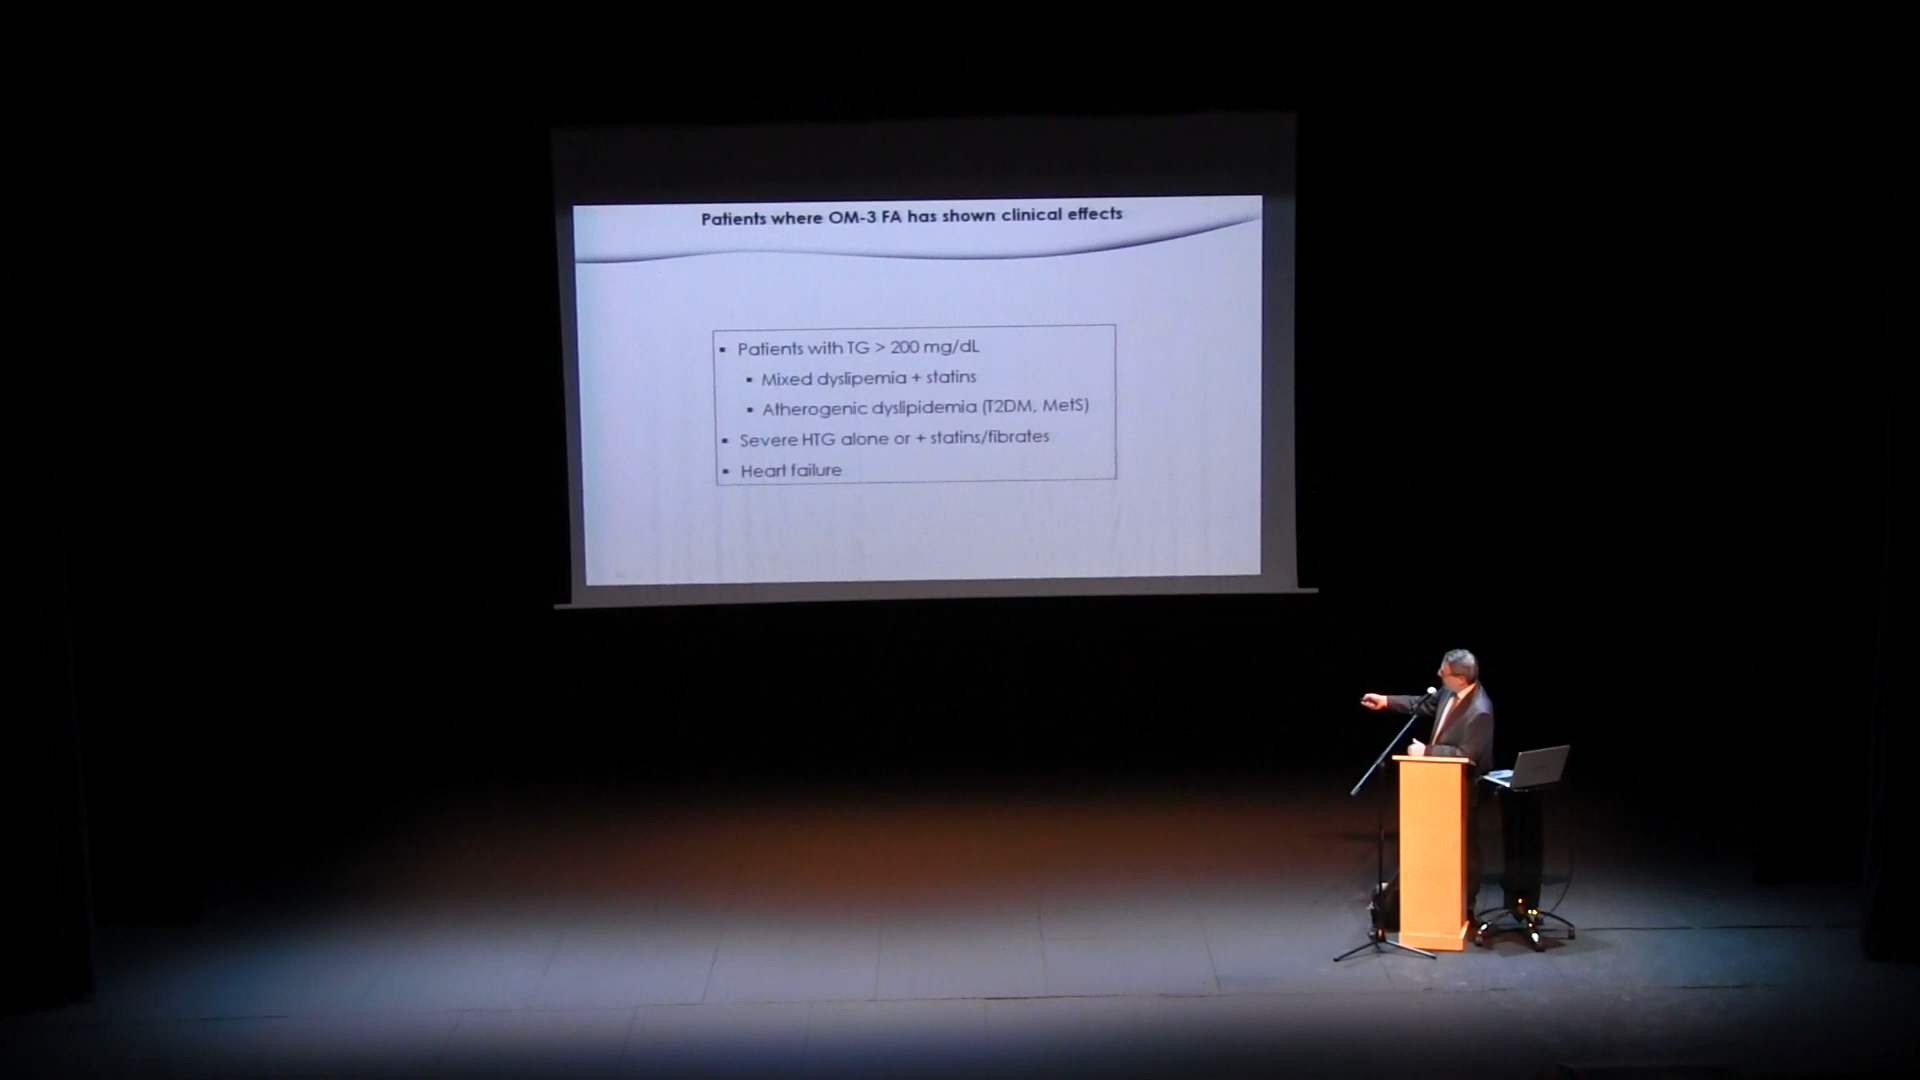 Patients where OM-3 FA has shown clinical effects
▪ Patients with TG > 200 mg/dL
▪ Mixed dyslipemia + statins
▪ Atherogenic dyslipidemia (T2DM, MetS)
▪ Severe HTG alone or + statins/fibrates
▪ Heart failure